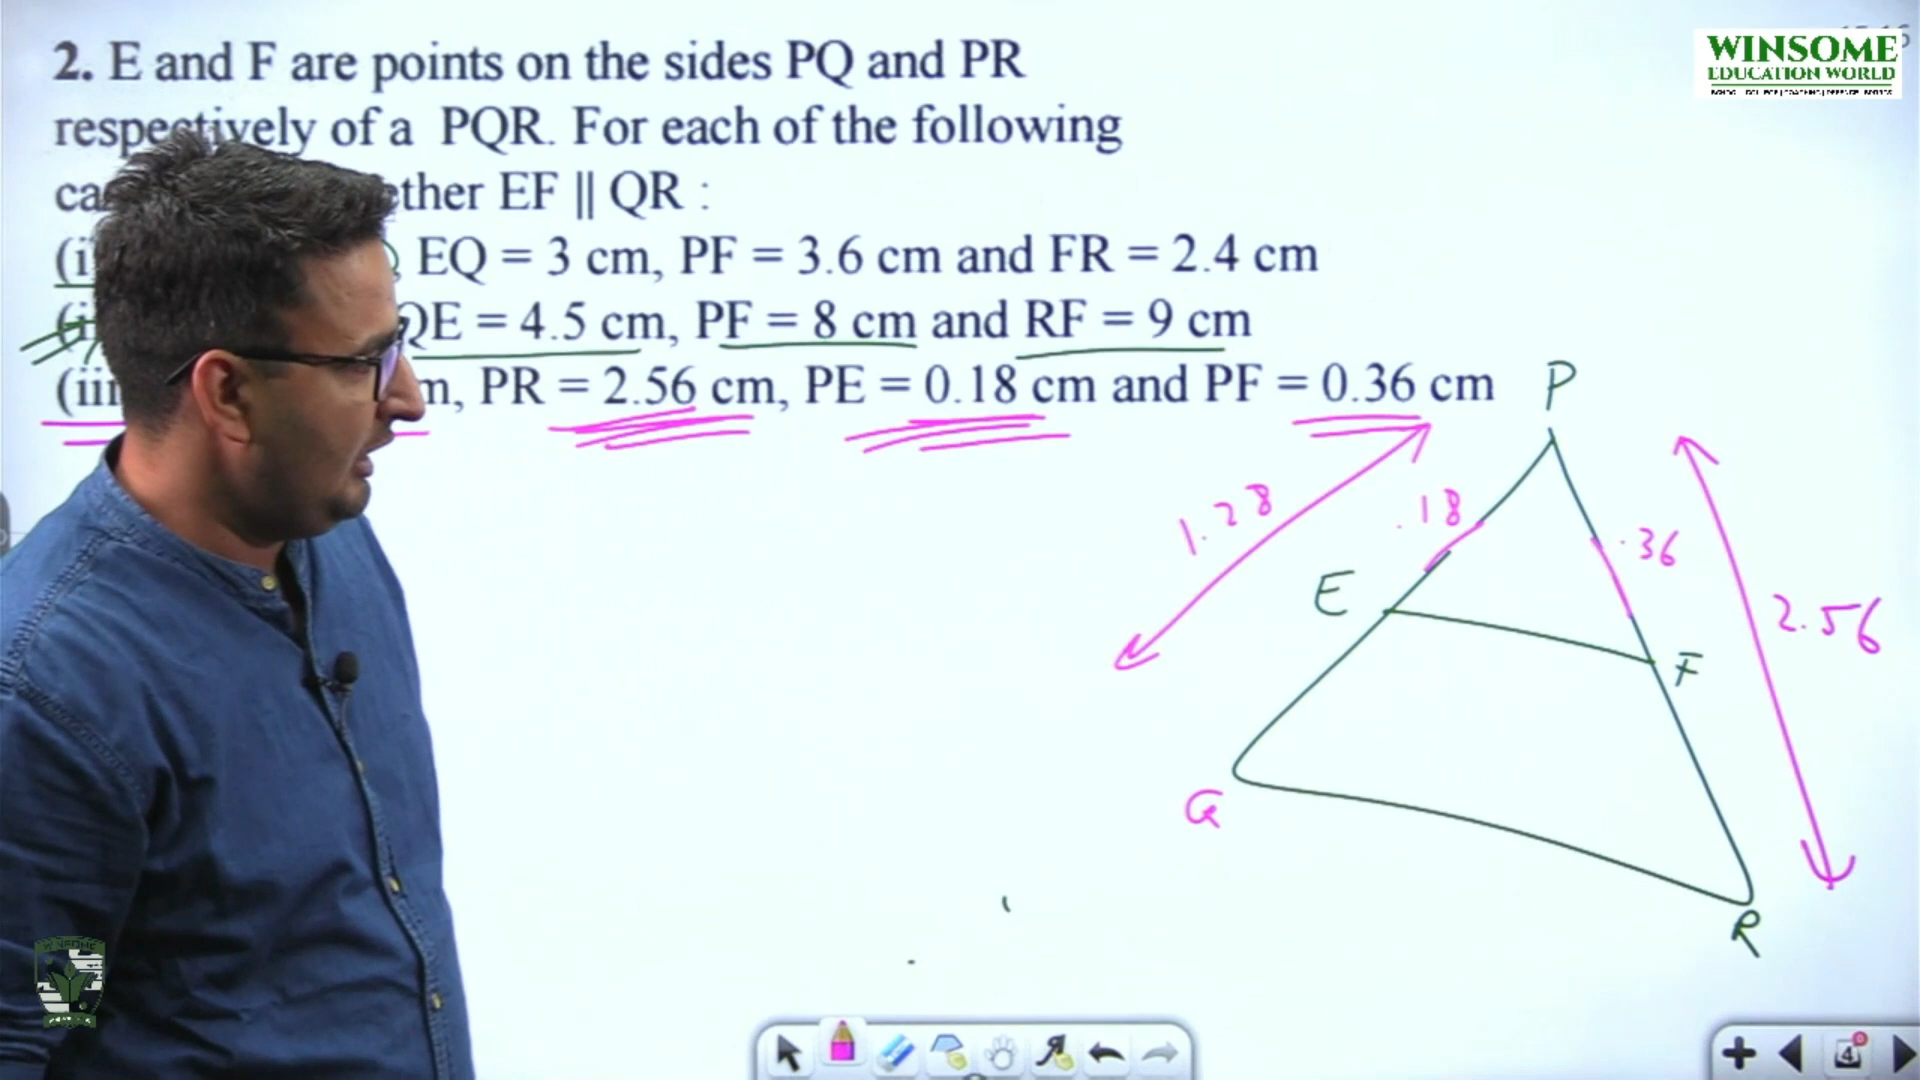 WINSOME
EDUCATION WORLD
2. E and F are points on the sides PQ and PR
respectively of a PQR. For each of the following
EF || QR :
(i EQ = 3 cm, PF = 3.6 cm and FR = 2.4 cm
QE = 4.5 cm, PF = 8 cm and RF = 9 cm
(iii PR = 2.56 cm, PE = 0.18 cm and PF = 0.36 cm
P
1.28
.18
.36
E
2.56
F
Q
R
WINSOME
4